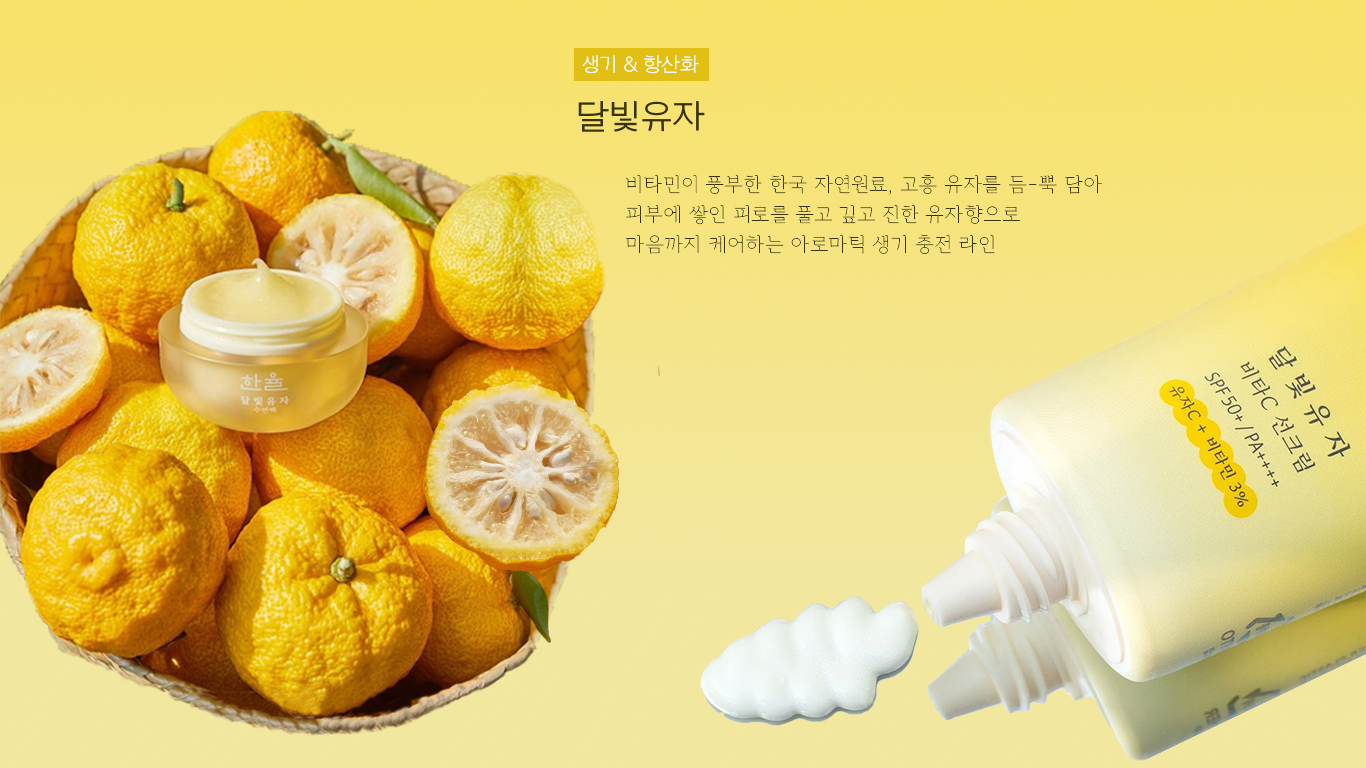 생기 & 항산화
달빛유자
비타민이 풍부한 한국 자연원료, 고흥 유자를 듬-뿍 담아
피부에 쌓인 피로를 풀고 깊고 진한 유자향으로
마음까지 케어하는 아로마틱 생기 충전 라인
한율
달빛유자
수면팩
달빛유자
비타C 선크림
SPF50+ / PA++++
유자C + 비타민 3%